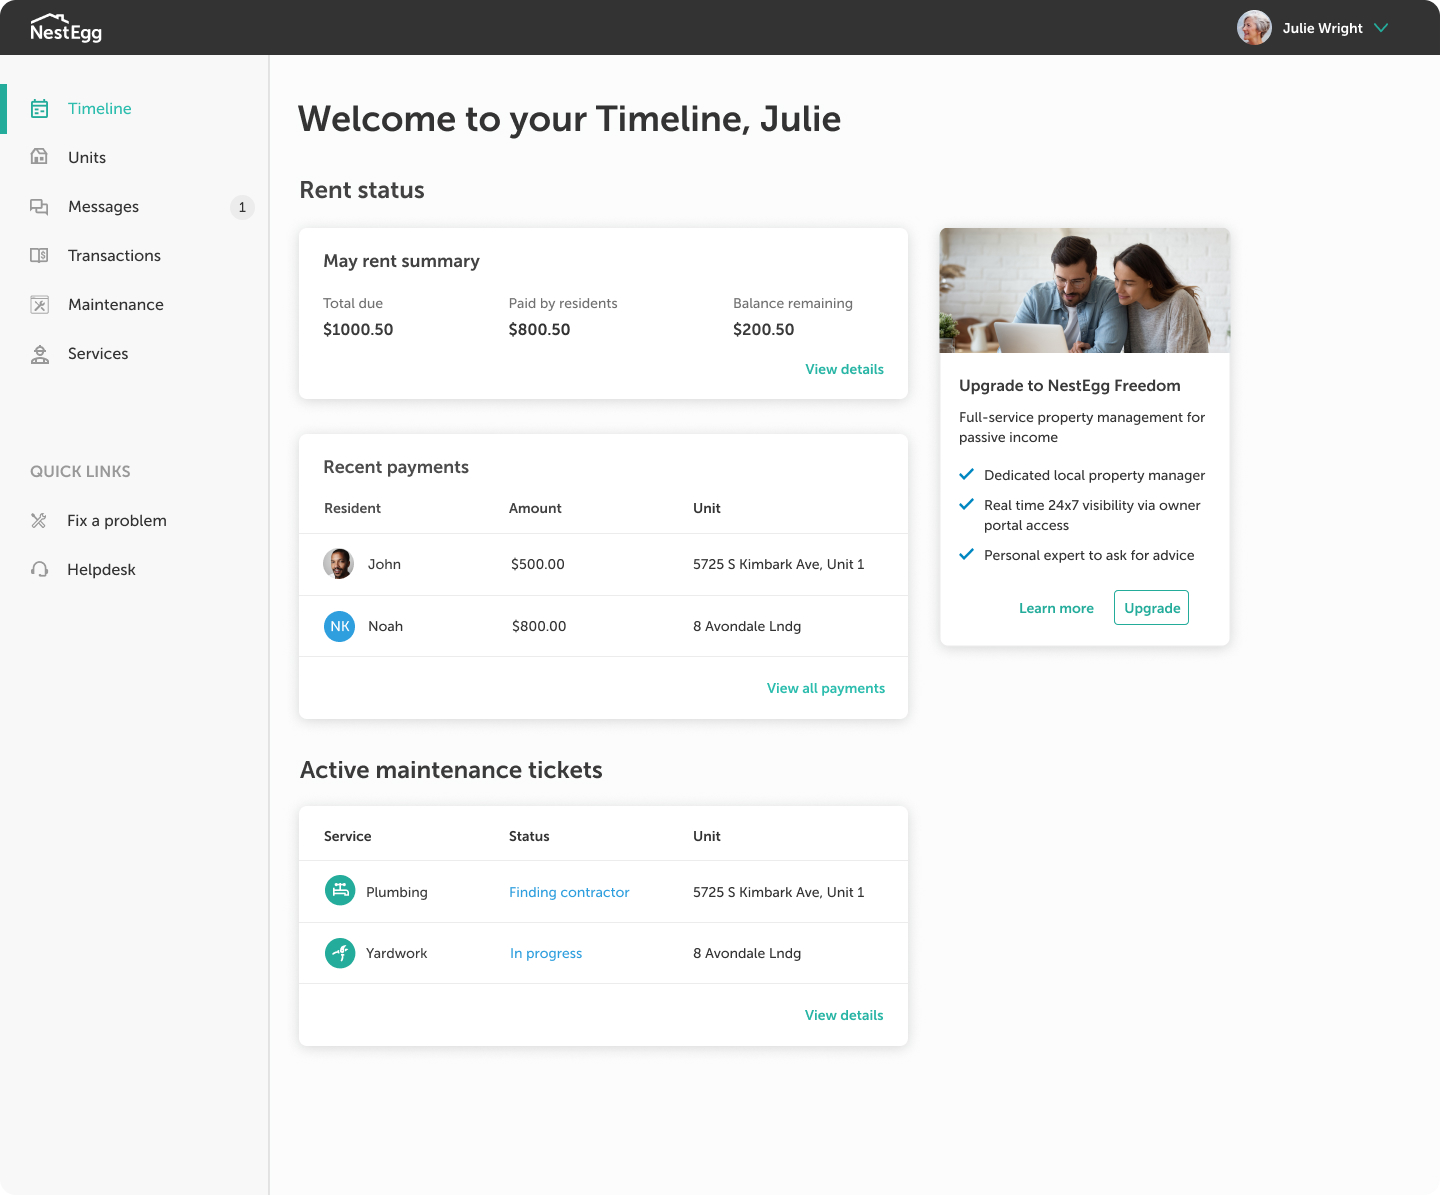 NestEgg
Julie Wright
Timeline
Units
Messages 1
Transactions
Maintenance
Services
QUICK LINKS
Fix a problem
Helpdesk
Welcome to your Timeline, Julie
Rent status
May rent summary
Total due Paid by residents Balance remaining
$1000.50 $800.50 $200.50
View details
Recent payments
Resident Amount Unit
John $500.00 5725 S Kimbark Ave, Unit 1
NK Noah $800.00 8 Avondale Lndg
View all payments
Active maintenance tickets
Service Status Unit
Plumbing Finding contractor 5725 S Kimbark Ave, Unit 1
Yardwork In progress 8 Avondale Lndg
View details
Upgrade to NestEgg Freedom
Full-service property management for
passive income
Dedicated local property manager
Real time 24x7 visibility via owner
portal access
Personal expert to ask for advice
Learn more Upgrade